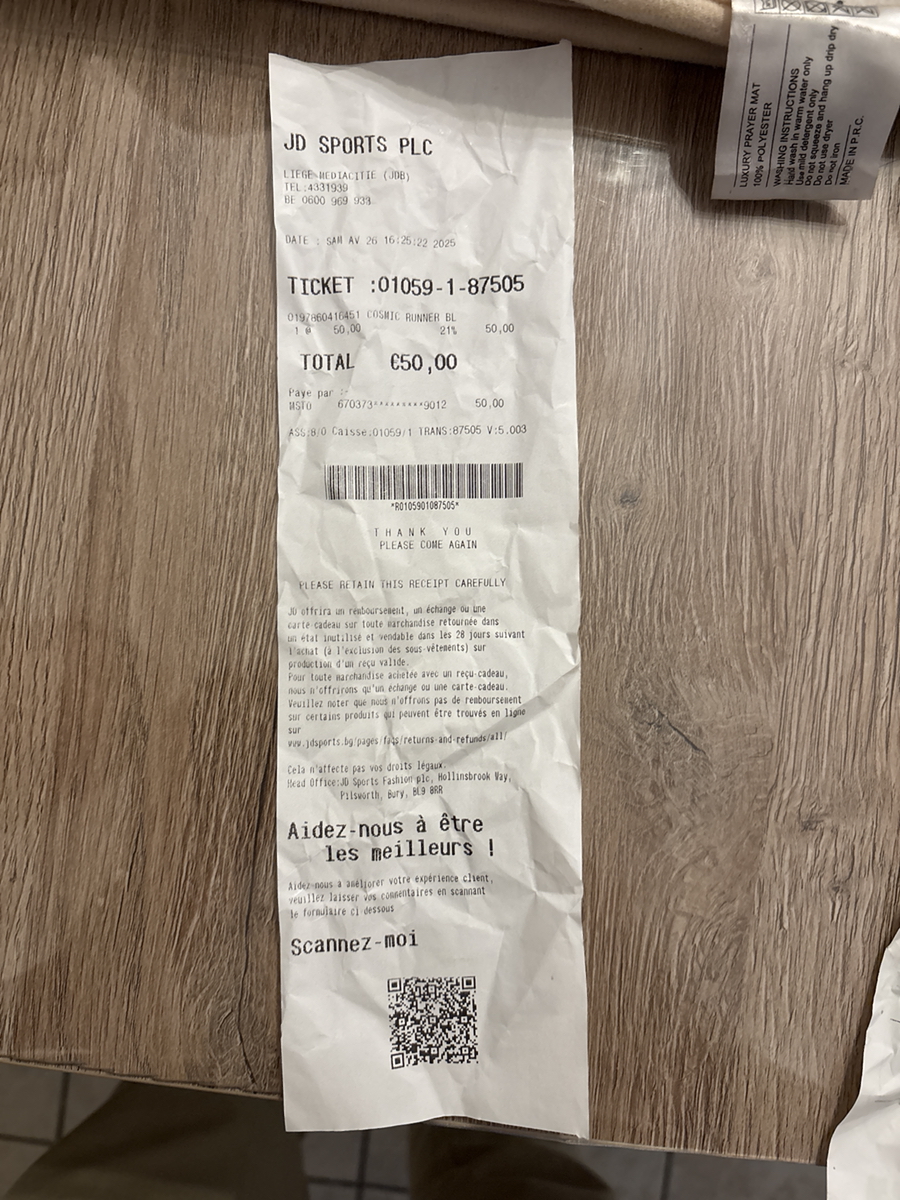 JD SPORTS PLC
LIEGE MEDIACITIE (JDB)
TEL:4331939
BE 0600 969 933
DATE : SAM AV 26 16:25:22 2025
TICKET :01059-1-87505
0197860416451 COSMIC RUNNER BL
1 @ 50,00 21% 50,00
TOTAL €50,00
Paye par :-
MSTO 670373*********9012 50,00
ASS:8/0 Caisse:01059/1 TRANS:87505 V:5.003
*R0105901087505*
THANK YOU
PLEASE COME AGAIN
PLEASE RETAIN THIS RECEIPT CAREFULLY
JD offrira un remboursement, un échange ou une
carte cadeau sur toute marchandise retournée dans
un état inutilisé et vendable dans les 28 jours suivant
l'achat (à l'exclusion des sous-vêtements) sur
production d'un reçu valide.
Pour toute marchandise achetée avec un reçu-cadeau,
nous n'offrirons qu'un échange ou une carte-cadeau.
Veuillez noter que nous n'offrons pas de remboursement
sur certains produits qui peuvent être trouvés en ligne
sur
www.jdsports.bg/pages/faqs/returns-and-refunds/all/
Cela n'affecte pas vos droits légaux.
Head Office:JD Sports Fashion plc, Hollinsbrook Way,
Pilsworth, Bury, BL9 8RR
Aidez-nous à être
les meilleurs !
Aidez-nous a améliorer votre expérience client,
veuillez laisser vos commentaires en scannant
le formulaire ci-dessous
Scannez-moi
LUXURY PRAYER MAT
100% POLYESTER
WASHING INSTRUCTIONS
Hand wash in warm water only
Use mild detergent only
Do not squeeze and hang up drip dry
Do not use dryer
Do not iron
MADE IN P.R.C.